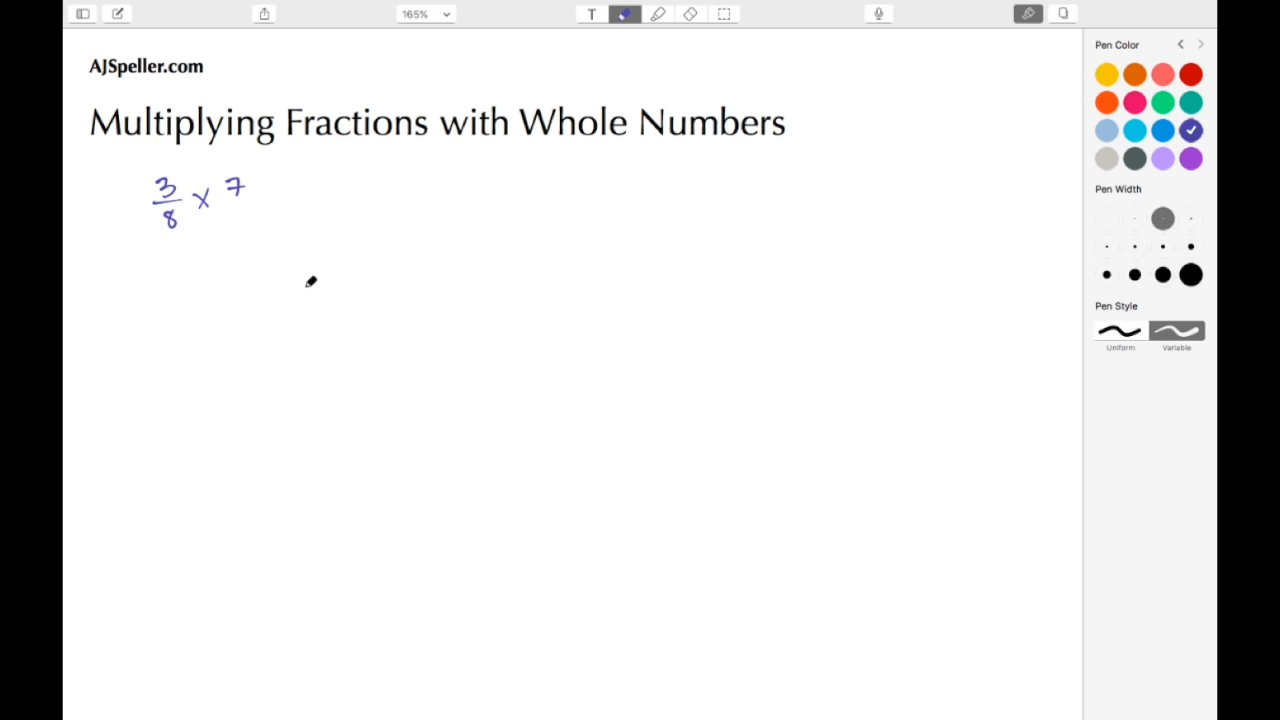 165%
T
AJSpeller.com
Multiplying Fractions with Whole Numbers
3/8 × 7
Pen Color
Pen Width
Pen Style
Uniform Variable